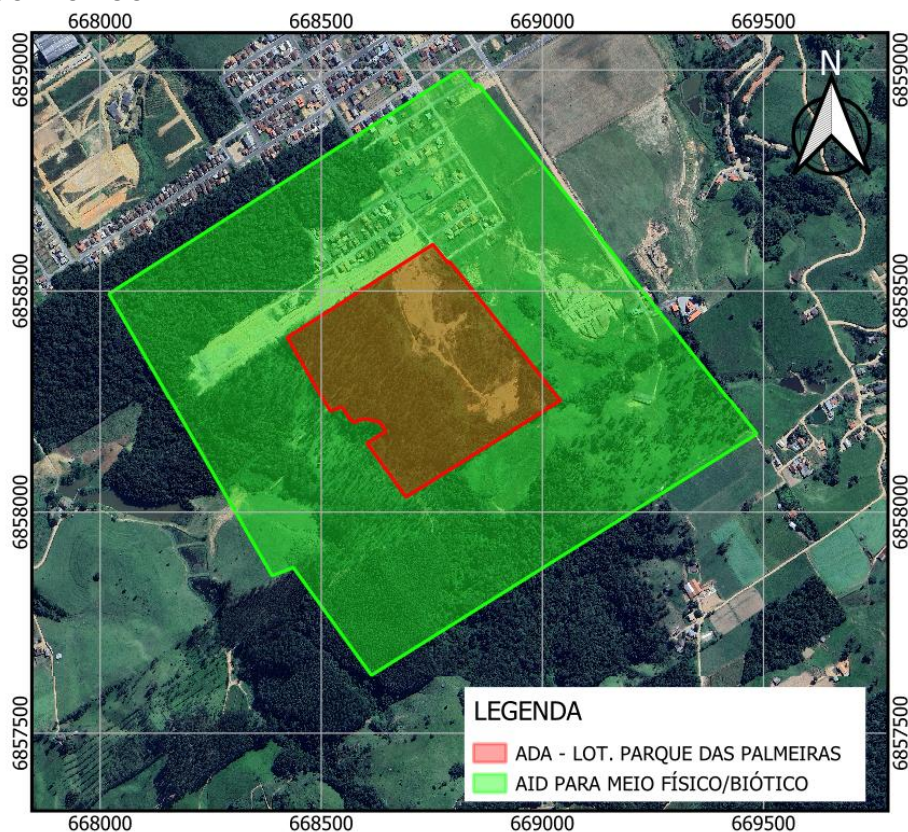 668000 668500 669000 669500
6859000 6859000
N
6858500 6858500
6858000 6858000
6857500 6857500
LEGENDA
ADA - LOT. PARQUE DAS PALMEIRAS
AID PARA MEIO FÍSICO/BIÓTICO
668000 668500 669000 669500